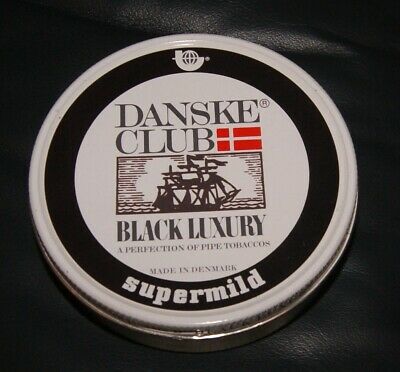 DANSKE®
CLUB
BLACK LUXURY
A PERFECTION OF PIPE TOBACCOS
MADE IN DENMARK
supermild